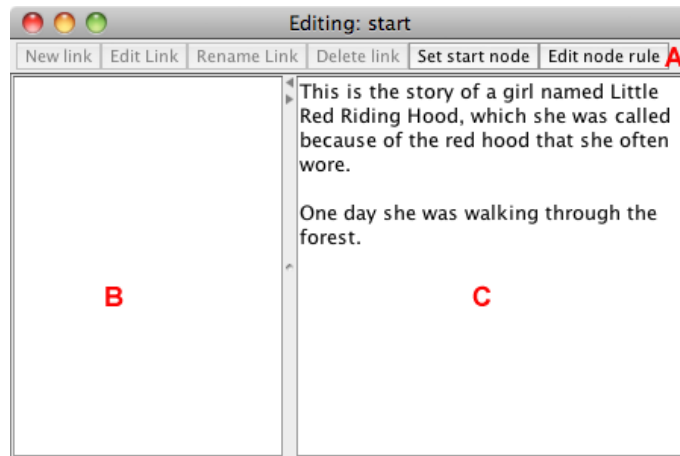 Editing: start
New link Edit Link Rename Link Delete link Set start node Edit node rule A
This is the story of a girl named Little
Red Riding Hood, which she was called
because of the red hood that she often
wore.
One day she was walking through the
forest.
B C